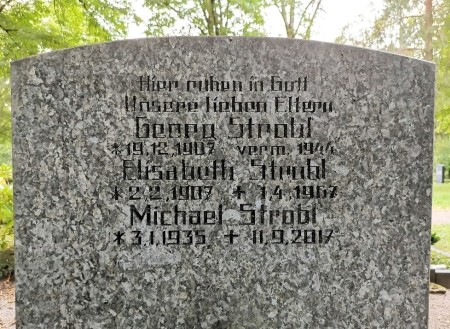 Hier ruhen in Gott
Unsere lieben Eltern
Georg Strobl
* 19.12.1907 verm. 1944
Elisabeth Strobl
* 2.2.1907 + 1.4.1967
Michael Strobl
* 3.1.1935 + 11.9.2017